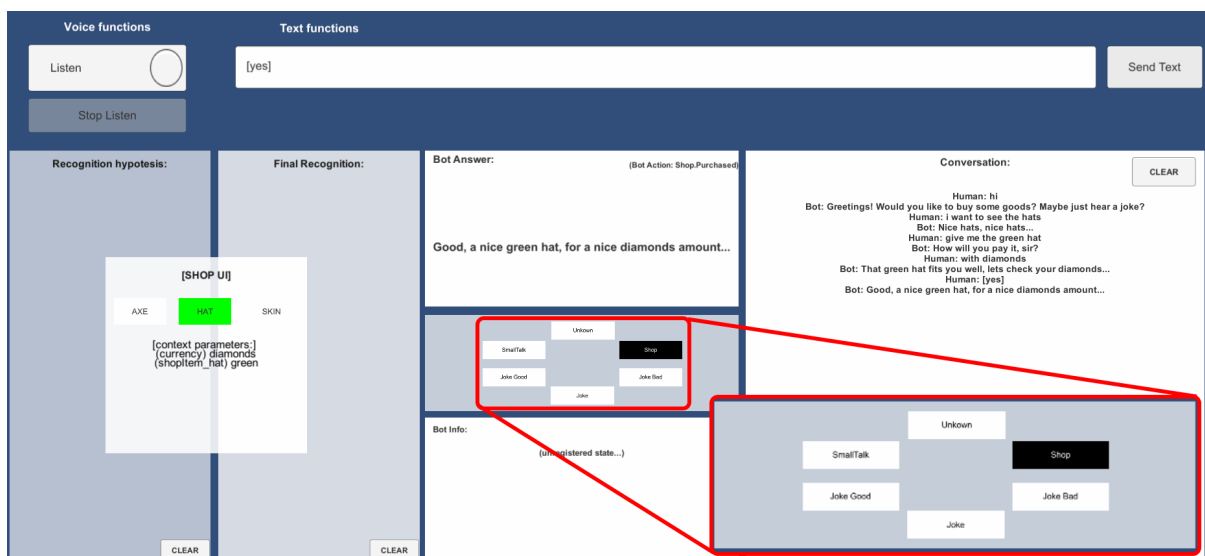 Voice functions
Text functions
Listen
[yes]
Send Text
Stop Listen
Recognition hypotesis:
Final Recognition:
[SHOP UI]
AXE
HAT
SKIN
[context parameters:]
(currency) diamonds
(shopItem_hat) green
CLEAR
CLEAR
Bot Answer:
(Bot Action: Shop.Purchased)
Good, a nice green hat, for a nice diamonds amount...
Unkown
SmallTalk
Shop
Joke Good
Joke Bad
Joke
Bot Info:
(unregistered state...)
Conversation:
CLEAR
Human: hi
Bot: Greetings! Would you like to buy some goods? Maybe just hear a joke?
Human: i want to see the hats
Bot: Nice hats, nice hats...
Human: give me the green hat
Bot: How will you pay it, sir?
Human: with diamonds
Bot: That green hat fits you well, lets check your diamonds...
Human: [yes]
Bot: Good, a nice green hat, for a nice diamonds amount...
Unkown
SmallTalk
Shop
Joke Good
Joke Bad
Joke